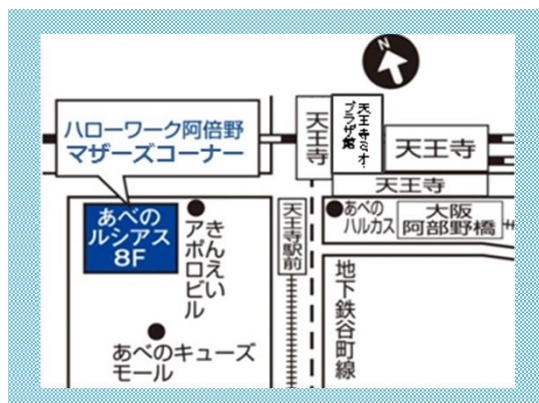 N
ハローワーク阿倍野
マザーズコーナー
天王寺
天王寺ミオ・
プラザ館
天王寺
天王寺
あべの
ルシアス
8F
きんえい
アポロビル
天王寺駅前
あべの
ハルカス
大阪
阿部野橋
地下鉄谷町線
あべのキューズ
モール